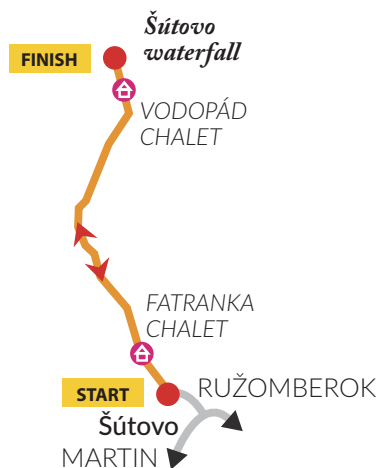 Šútovo
waterfall
FINISH
VODOPÁD
CHALET
FATRANKA
CHALET
START
RUŽOMBEROK
Šútovo
MARTIN